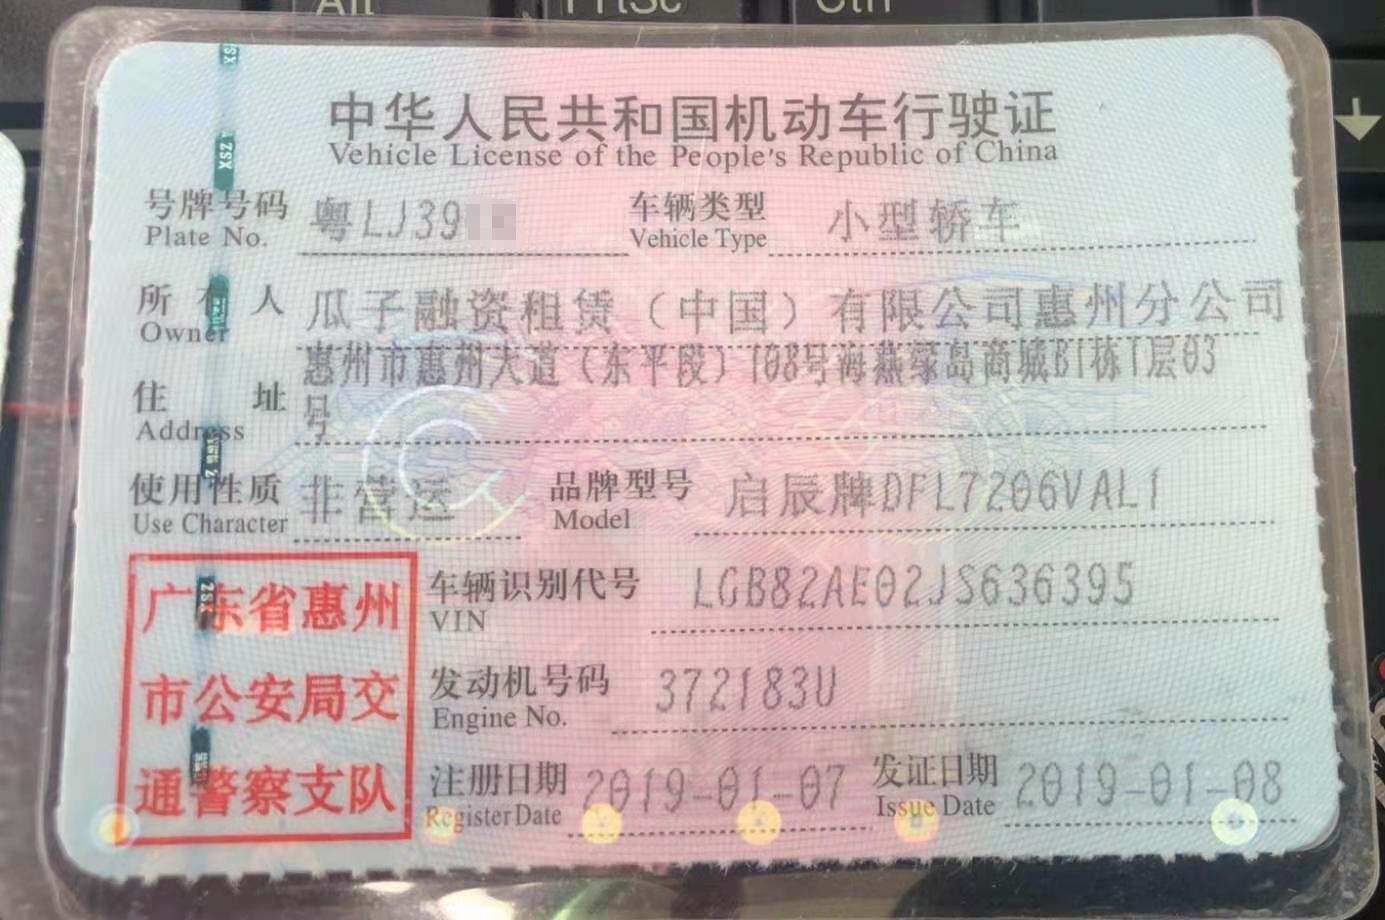 Alt
PrtSc
Ctrl
中华人民共和国机动车行驶证
Vehicle License of the People's Republic of China
号牌号码 粤LJ39 车辆类型 小型轿车
Plate No. Vehicle Type
所有人 瓜子融资租赁（中国）有限公司惠州分公司
Owner
惠州市惠州大道（东平段）108号海燕绿岛商城B1栋1层03
住址 号
Address
使用性质 非营运 品牌型号 启辰牌DFL7206VAL1
Use Character Model
广东省惠州
市公安局交
通警察支队
车辆识别代号 LGB82AE02JS636395
VIN
发动机号码 372183U
Engine No.
注册日期 2019-01-07 发证日期 2019-01-08
Register Date Issue Date